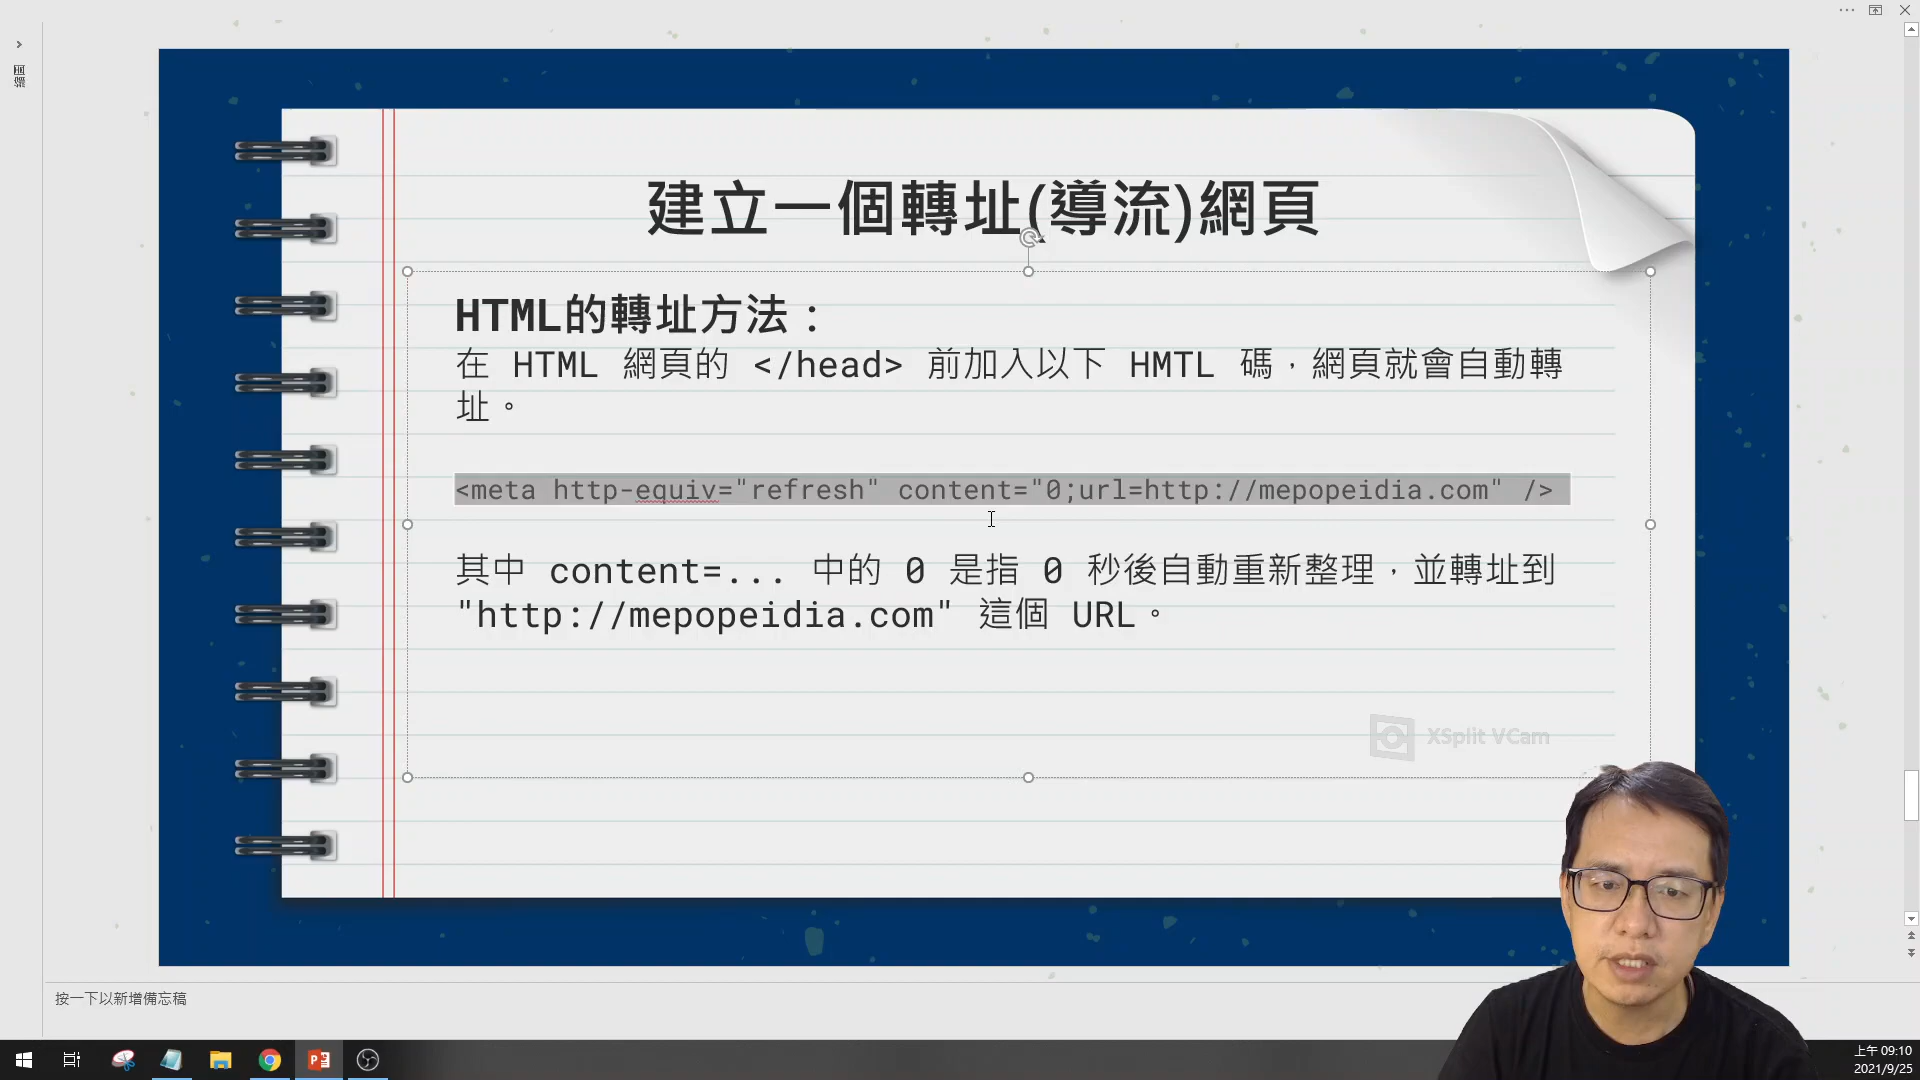 建立一個轉址(導流)網頁
HTML的轉址方法：
在 HTML 網頁的 </head> 前加入以下 HMTL 碼，網頁就會自動轉
址。
<meta http-equiv="refresh" content="0;url=http://mepopeidia.com" />
其中 content=... 中的 0 是指 0 秒後自動重新整理，並轉址到
"http://mepopeidia.com" 這個 URL。
XSplit VCam
按一下以新增備忘稿
上午 09:10
2021/9/25